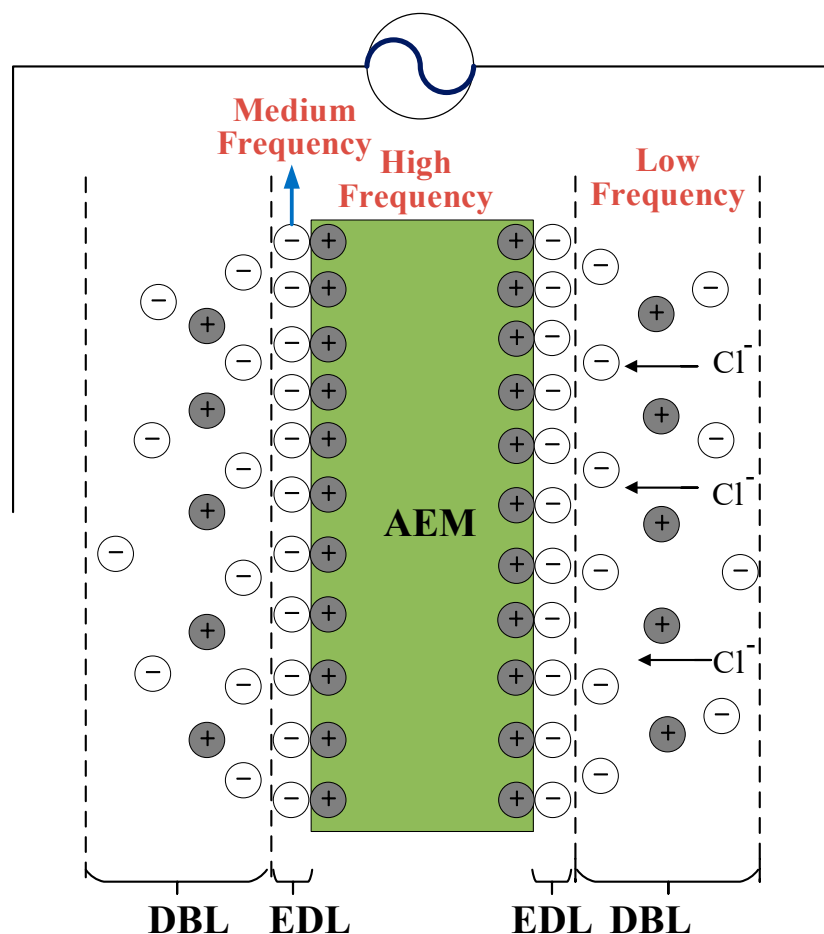 Medium
Frequency
High
Frequency
Low
Frequency
Cl-
Cl-
Cl-
AEM
DBL EDL EDL DBL